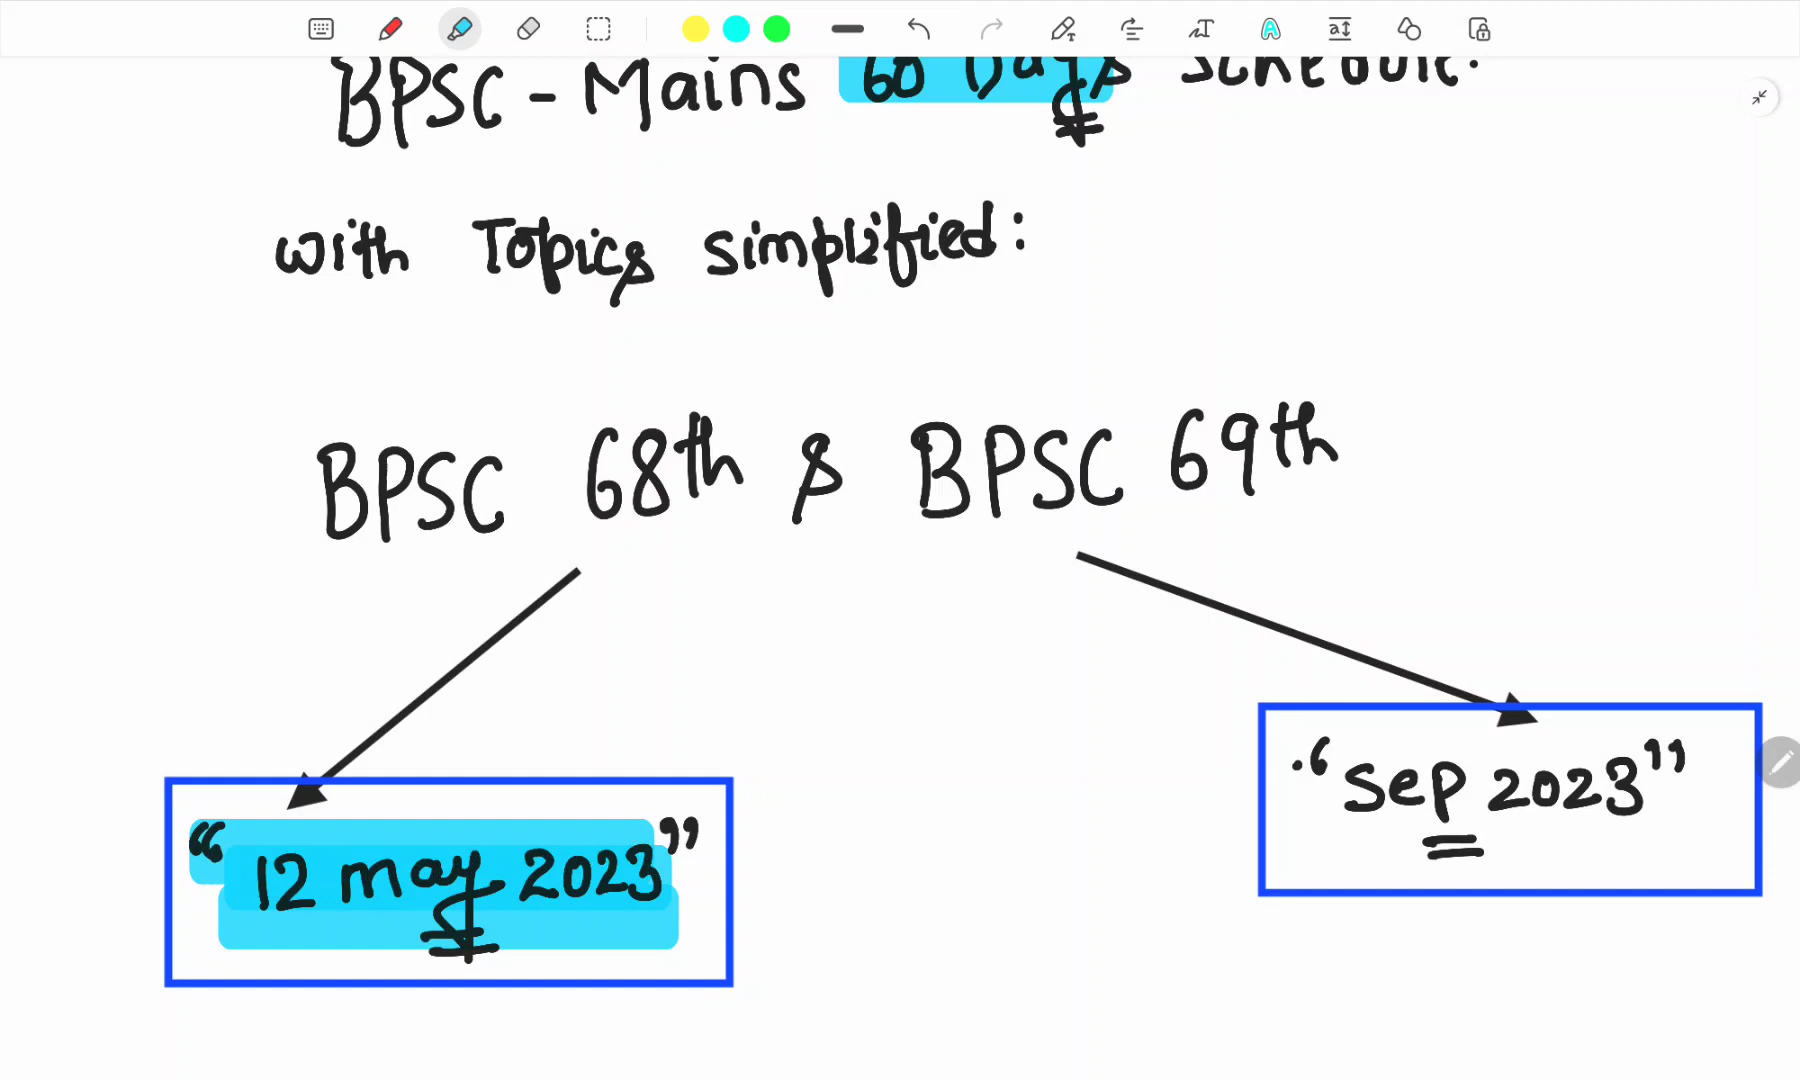 BPSC - Mains 60 Days schedule:
with Topics simplified:
BPSC 68th & BPSC 69th
"Sep 2023"
"12 may 2023"